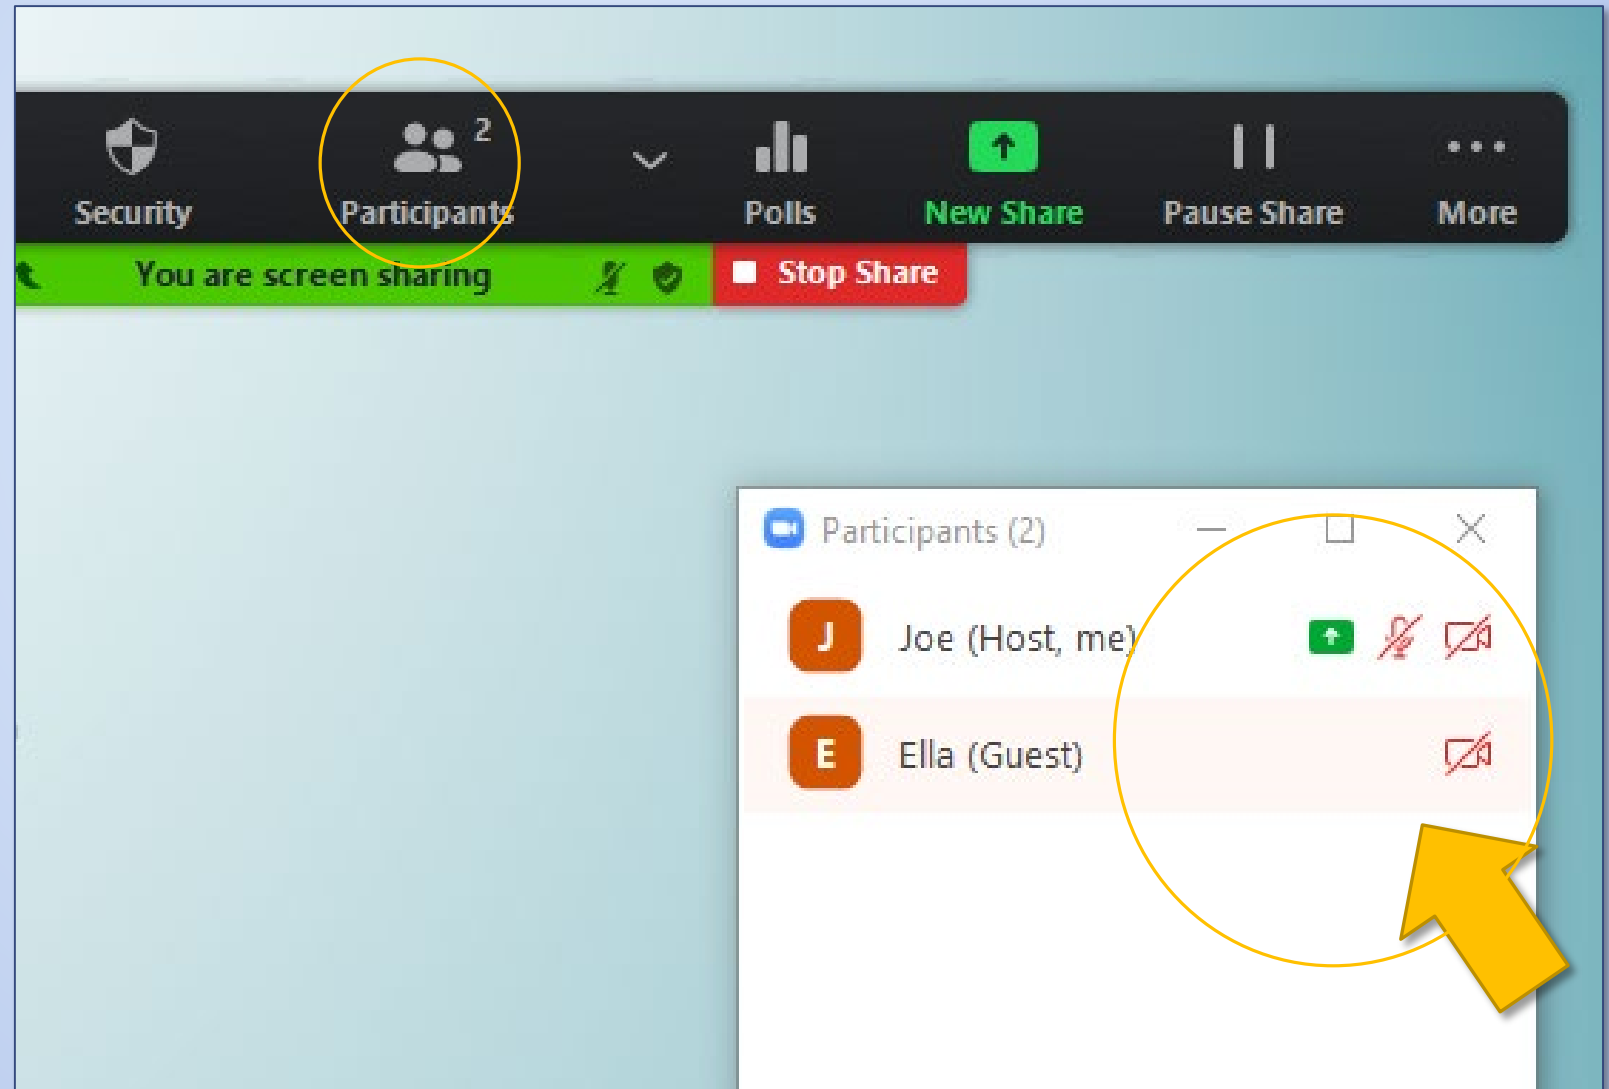 2
Security
Participants
Polls
New Share
Pause Share
More
You are screen sharing
Stop Share
Participants (2)
J
Joe (Host, me)
E
Ella (Guest)